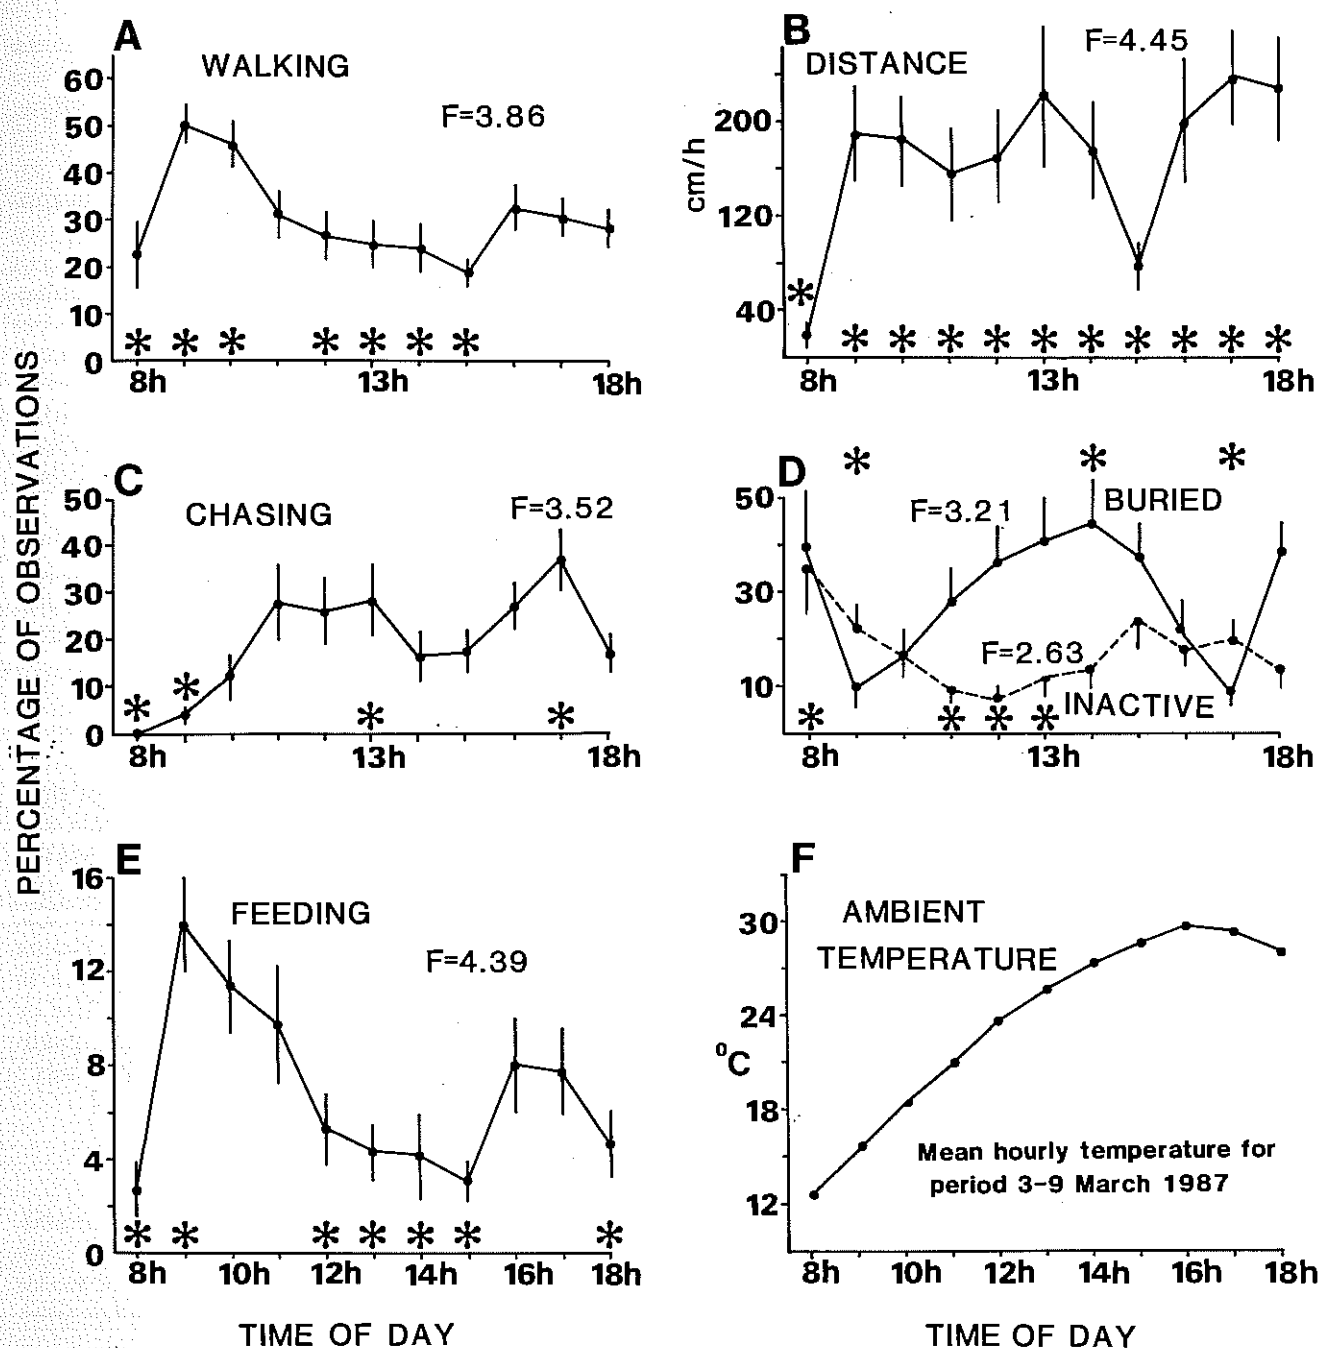 PERCENTAGE OF OBSERVATIONS
A
WALKING
F=3.86
60
50
40
30
20
10
0
* * * * * * *
8h 13h 18h
B
DISTANCE
F=4.45
cm/h
200
120
40
*
* * * * * * * * * *
8h 13h 18h
C
CHASING
F=3.52
50
40
30
20
10
0
* * * *
8h 13h 18h
D
* * *
BURIED
F=3.21
50
30
10
F=2.63
INACTIVE
* * * *
8h 13h 18h
E
FEEDING
F=4.39
16
12
8
4
0
* * * * * * *
8h 10h 12h 14h 16h 18h
TIME OF DAY
F
AMBIENT
TEMPERATURE
30
24
°C
18
12
Mean hourly temperature for
period 3-9 March 1987
8h 10h 12h 14h 16h 18h
TIME OF DAY